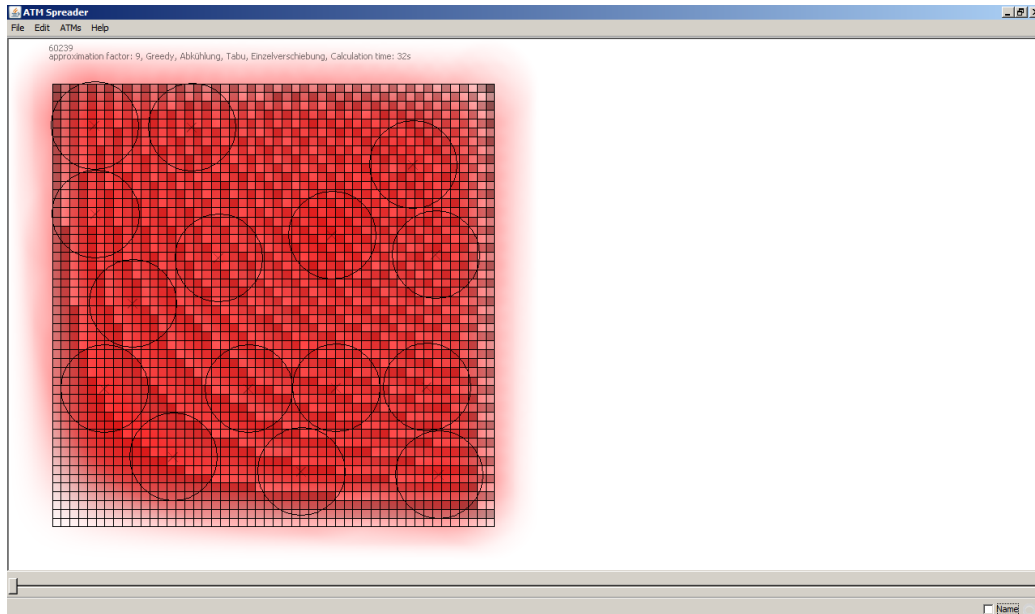 ATM Spreader
File Edit ATMs Help
60239
approximation factor: 9, Greedy, Abkühlung, Tabu, Einzelverschiebung, Calculation time: 32s
Name